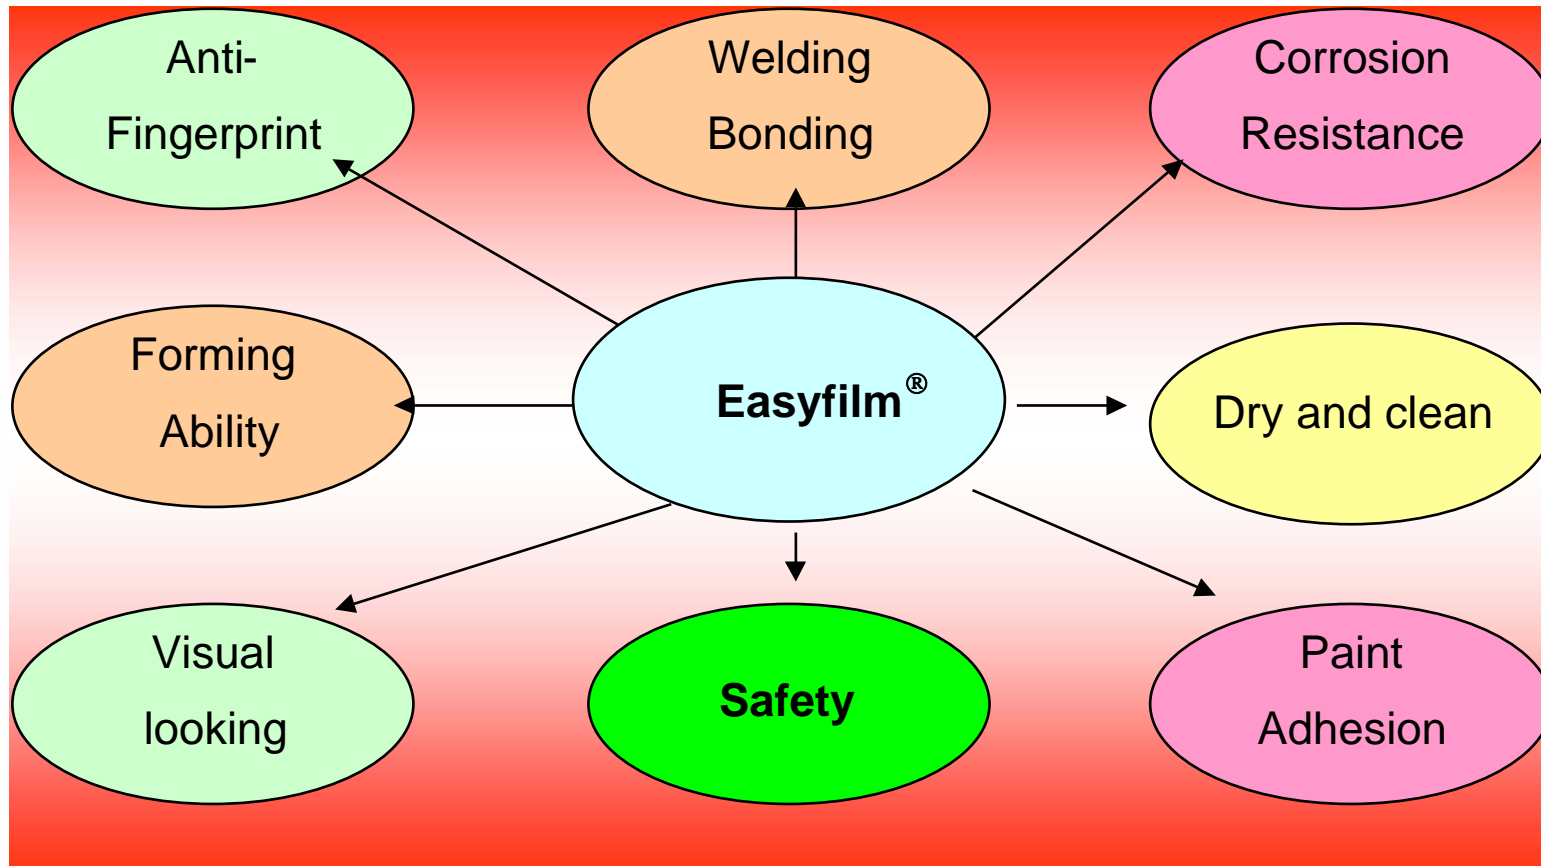 Anti-
Fingerprint
Welding
Bonding
Corrosion
Resistance
Forming
Ability
Easyfilm®
Dry and clean
Visual
looking
Safety
Paint
Adhesion